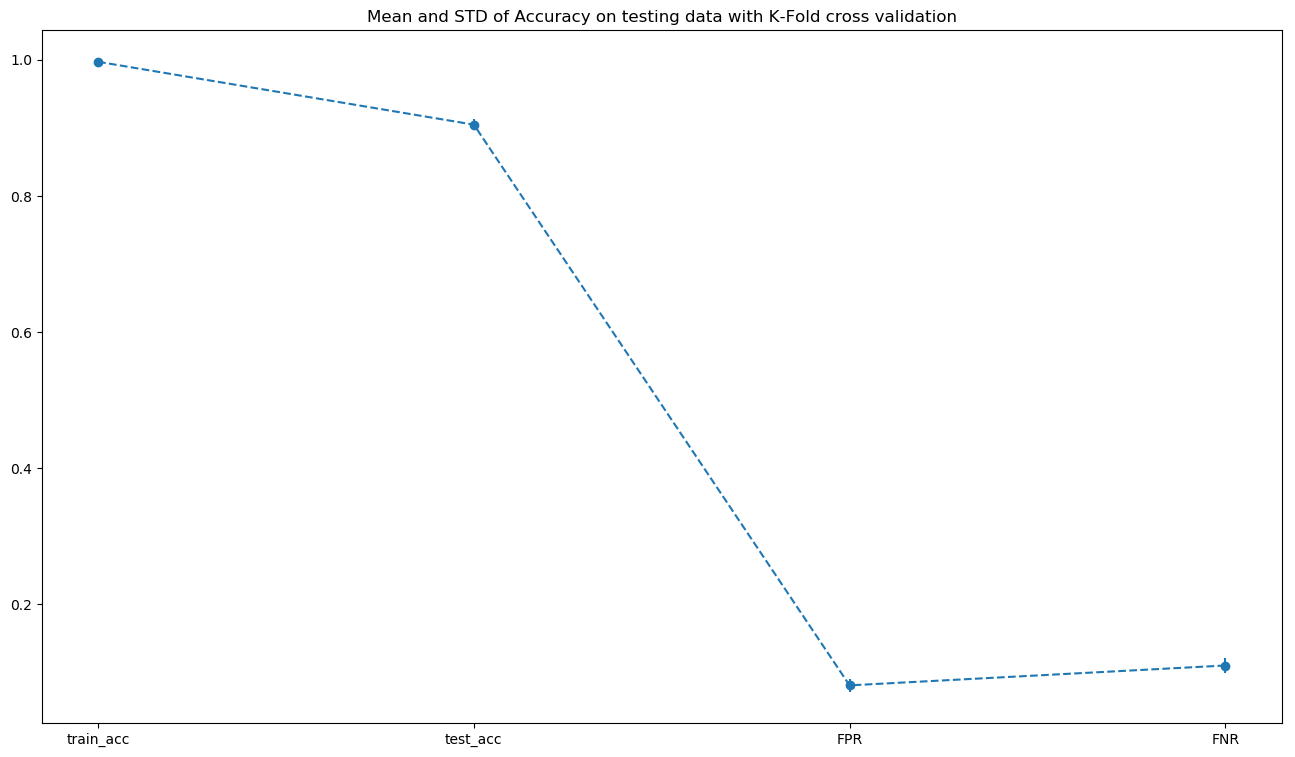 Mean and STD of Accuracy on testing data with K-Fold cross validation
1.0
0.8
0.6
0.4
0.2
train_acc test_acc FPR FNR